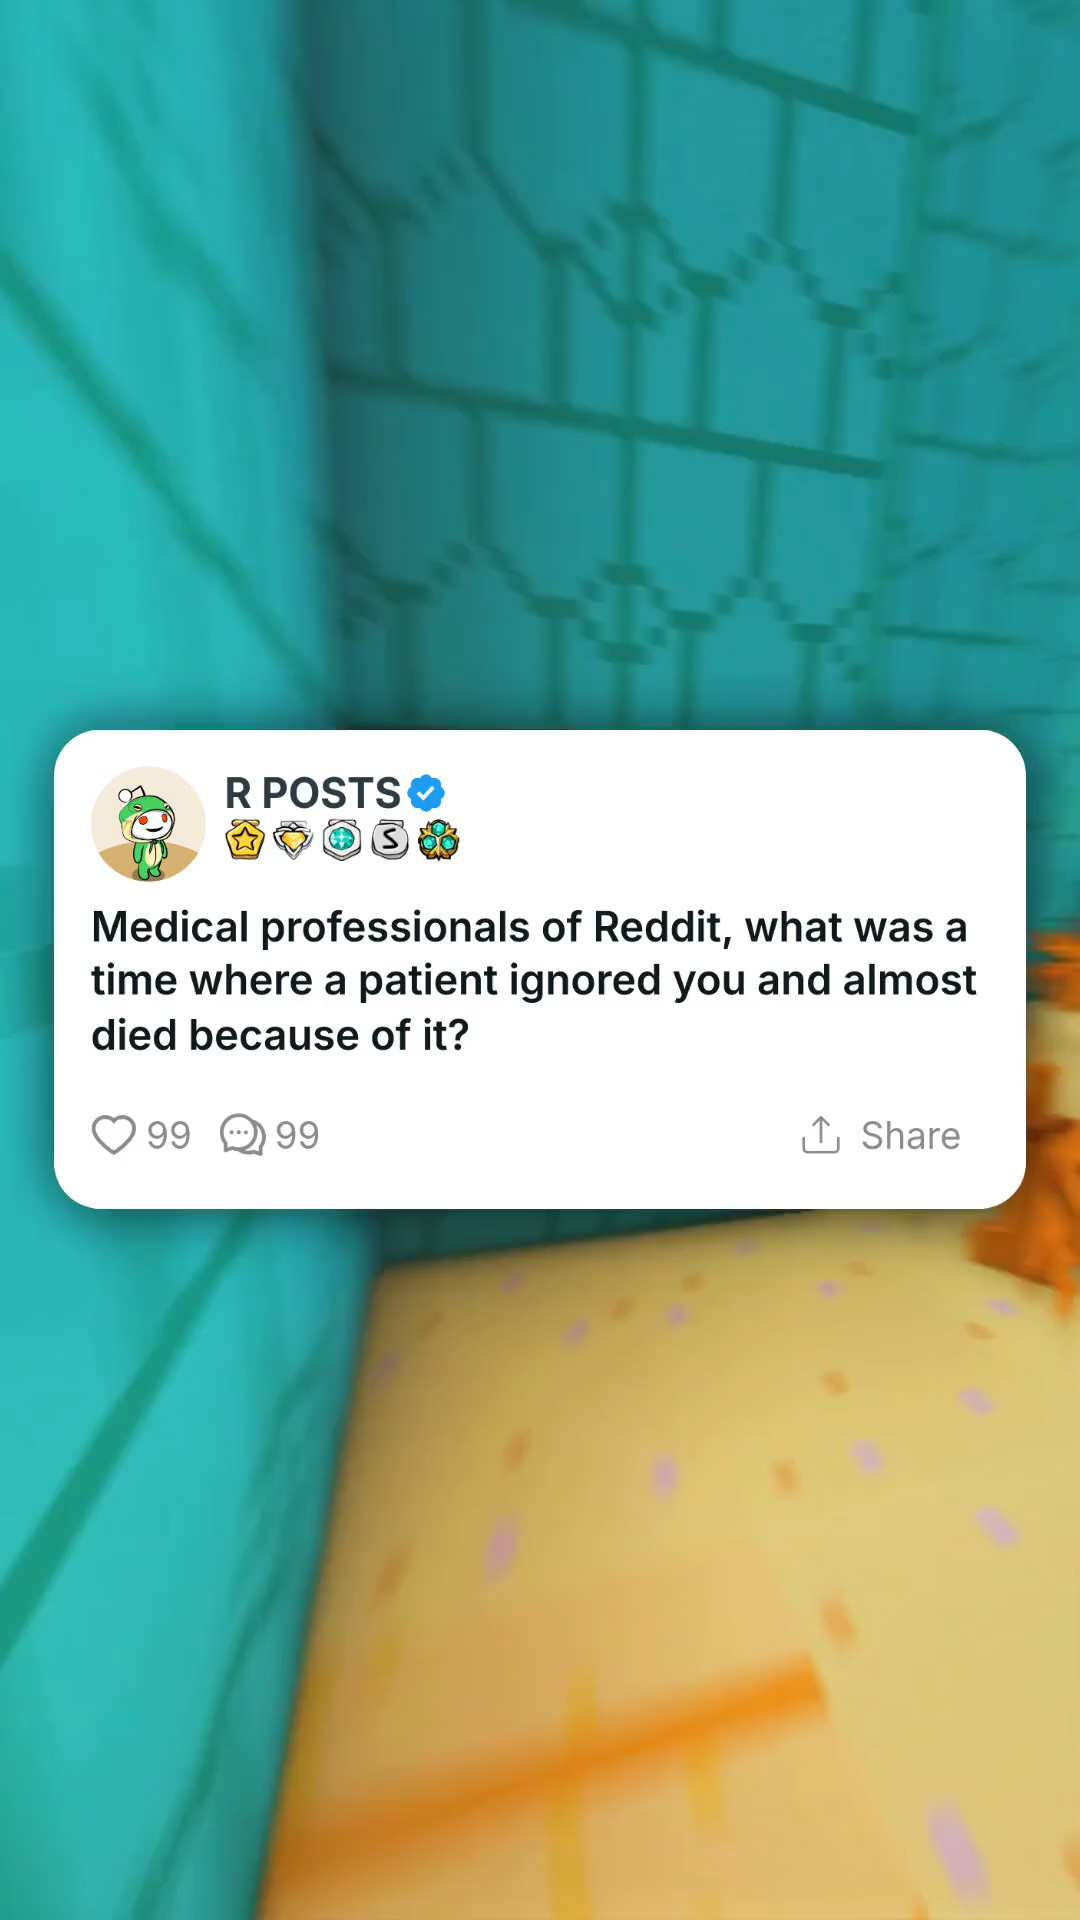 R POSTS
Medical professionals of Reddit, what was a
time where a patient ignored you and almost
died because of it?
99 99 Share